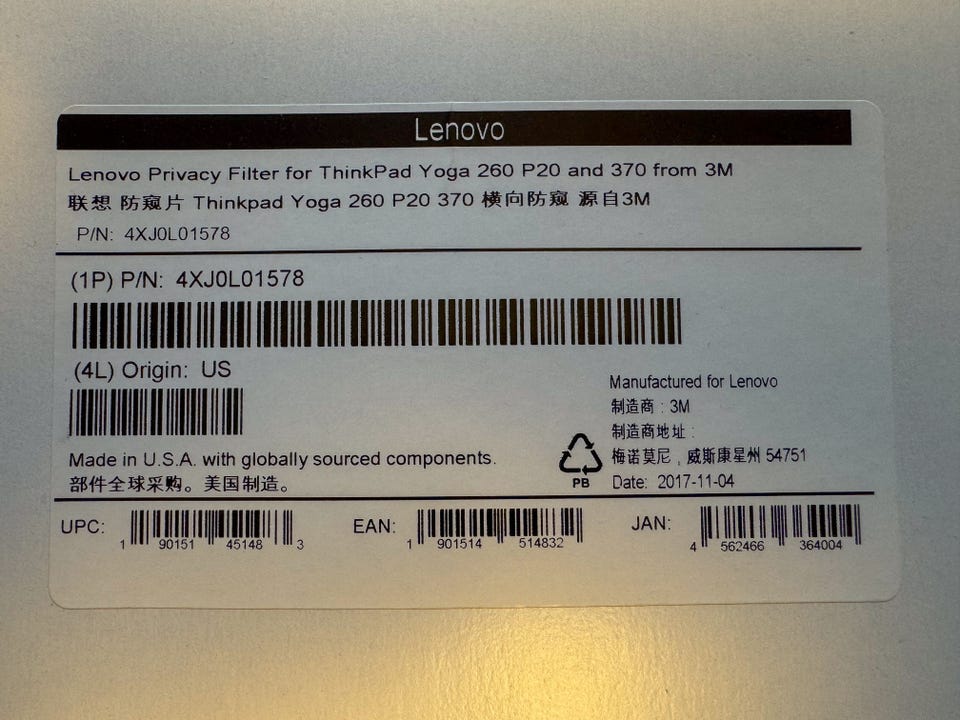 Lenovo
Lenovo Privacy Filter for ThinkPad Yoga 260 P20 and 370 from 3M
联想 防窥片 Thinkpad Yoga 260 P20 370 横向防窥 源自3M
P/N: 4XJ0L01578
(1P) P/N: 4XJ0L01578
(4L) Origin: US
Made in U.S.A. with globally sourced components.
部件全球采购。美国制造。
PB
Manufactured for Lenovo
制造商 : 3M
制造商地址 :
梅诺莫尼 , 威斯康星州 54751
Date: 2017-11-04
UPC: 1 90151 45148 3
EAN: 1 901514 514832
JAN: 4 562466 364004